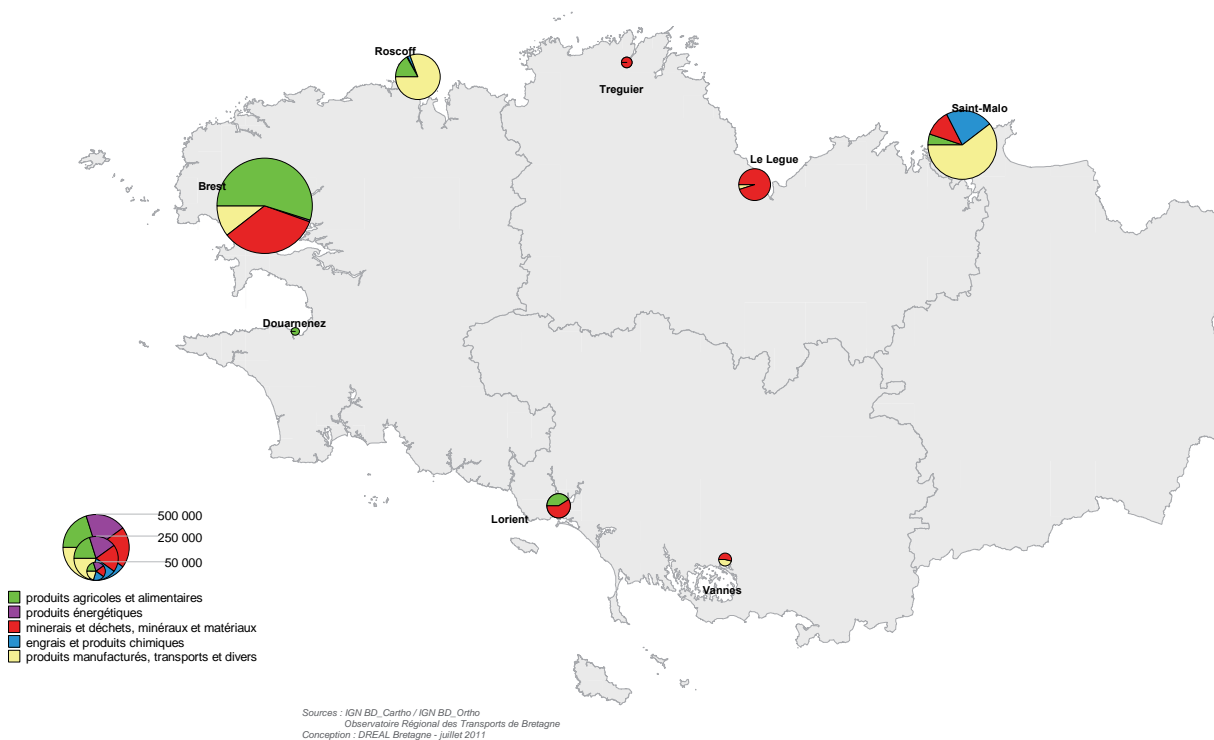 Roscoff
Treguier
Saint-Malo
Le Legue
Brest
Douarnenez
Lorient
Vannes
500 000
250 000
50 000
produits agricoles et alimentaires
produits énergétiques
minerais et déchets, minéraux et matériaux
engrais et produits chimiques
produits manufacturés, transports et divers
Sources : IGN BD_Cartho / IGN BD_Ortho
Observatoire Régional des Transports de Bretagne
Conception : DREAL Bretagne - juillet 2011